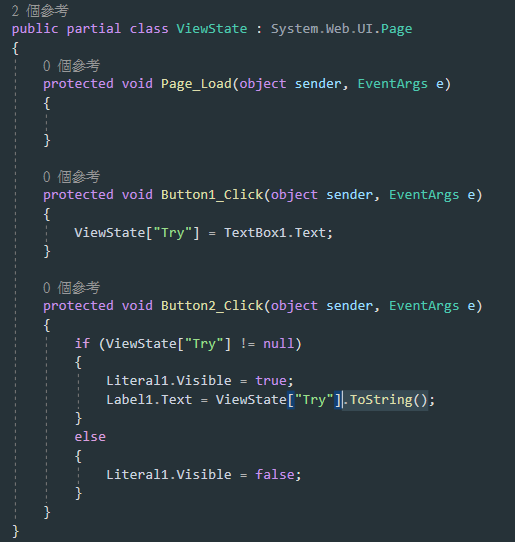 2 個參考
public partial class ViewState : System.Web.UI.Page
{
0 個參考
protected void Page_Load(object sender, EventArgs e)
{
}
0 個參考
protected void Button1_Click(object sender, EventArgs e)
{
ViewState["Try"] = TextBox1.Text;
}
0 個參考
protected void Button2_Click(object sender, EventArgs e)
{
if (ViewState["Try"] != null)
{
Literal1.Visible = true;
Label1.Text = ViewState["Try"].ToString();
}
else
{
Literal1.Visible = false;
}
}
}